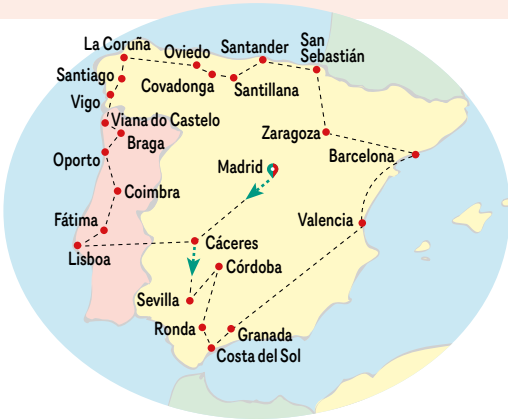 La Coruña
Oviedo
Santander
San
Sebastián
Santiago
Covadonga
Santillana
Vigo
Viana do Castelo
Braga
Zaragoza
Oporto
Barcelona
Madrid
Coimbra
Fátima
Valencia
Cáceres
Lisboa
Córdoba
Sevilla
Ronda
Granada
Costa del Sol